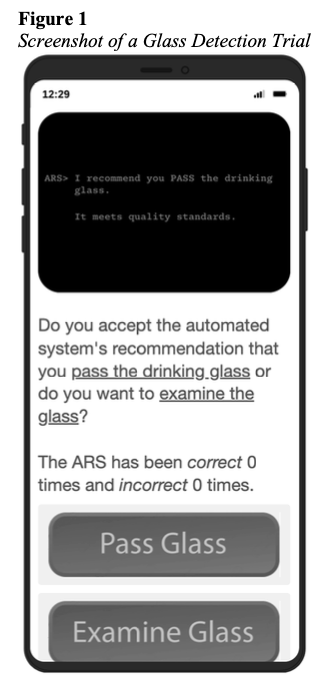 Figure 1
Screenshot of a Glass Detection Trial
12:29
ARS> I recommend you PASS the drinking
glass.
It meets quality standards.
Do you accept the automated
system's recommendation that
you pass the drinking glass or
do you want to examine the
glass?
The ARS has been correct 0
times and incorrect 0 times.
Pass Glass
Examine Glass